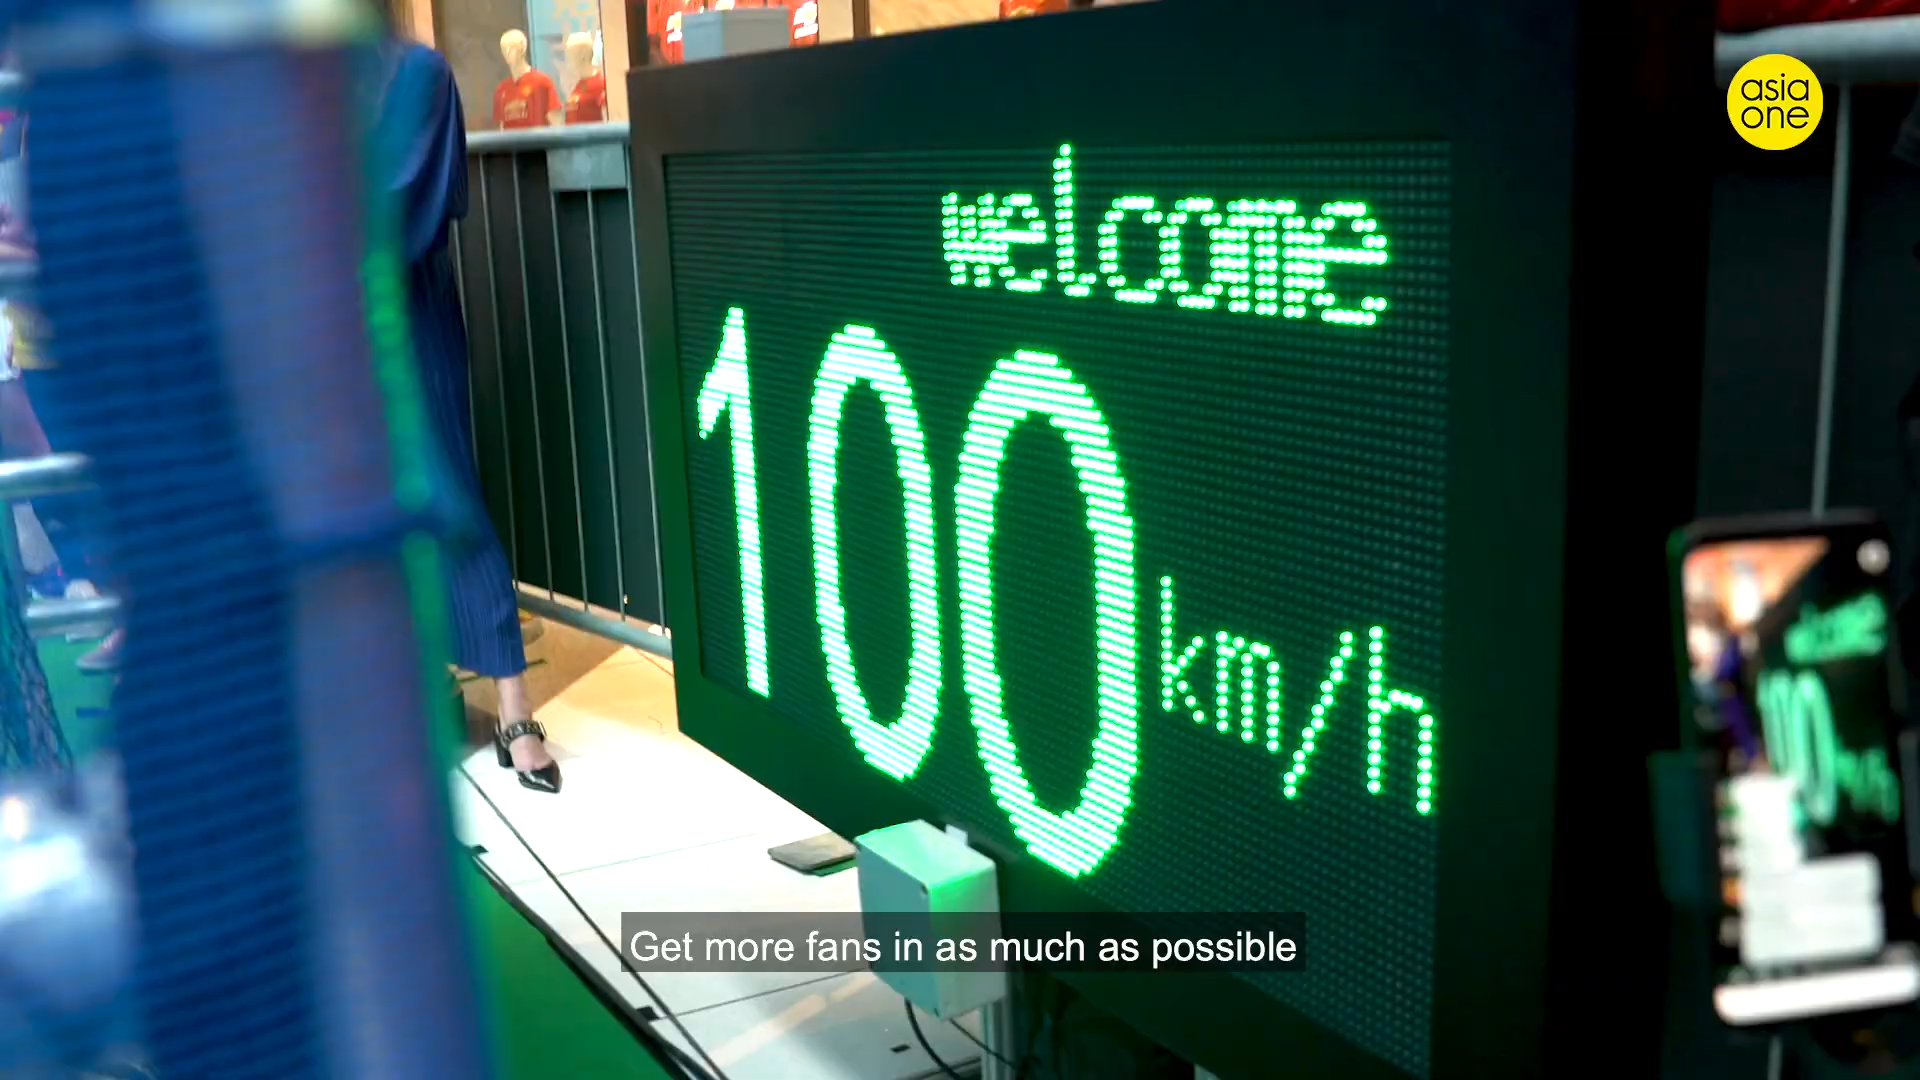 asia
one
welcome
100 km/h
Get more fans in as much as possible